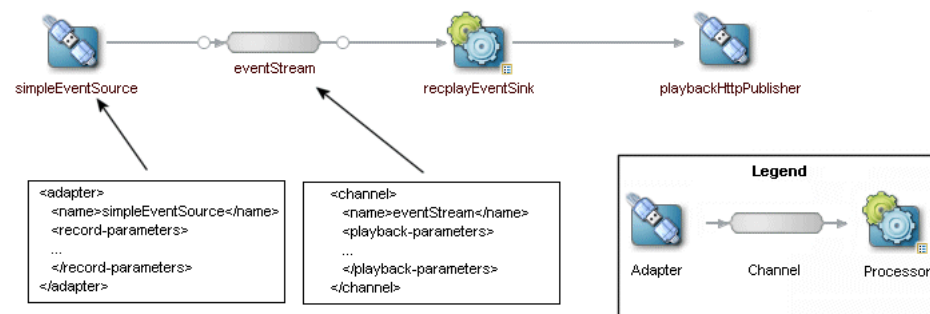 simpleEventSource
eventStream
recplayEventSink
playbackHttpPublisher
<adapter>
<name>simpleEventSource</name>
<record-parameters>
...
</record-parameters>
</adapter>
<channel>
<name>eventStream</name>
<playback-parameters>
...
</playback-parameters>
</channel>
Legend
Adapter
Channel
Processor